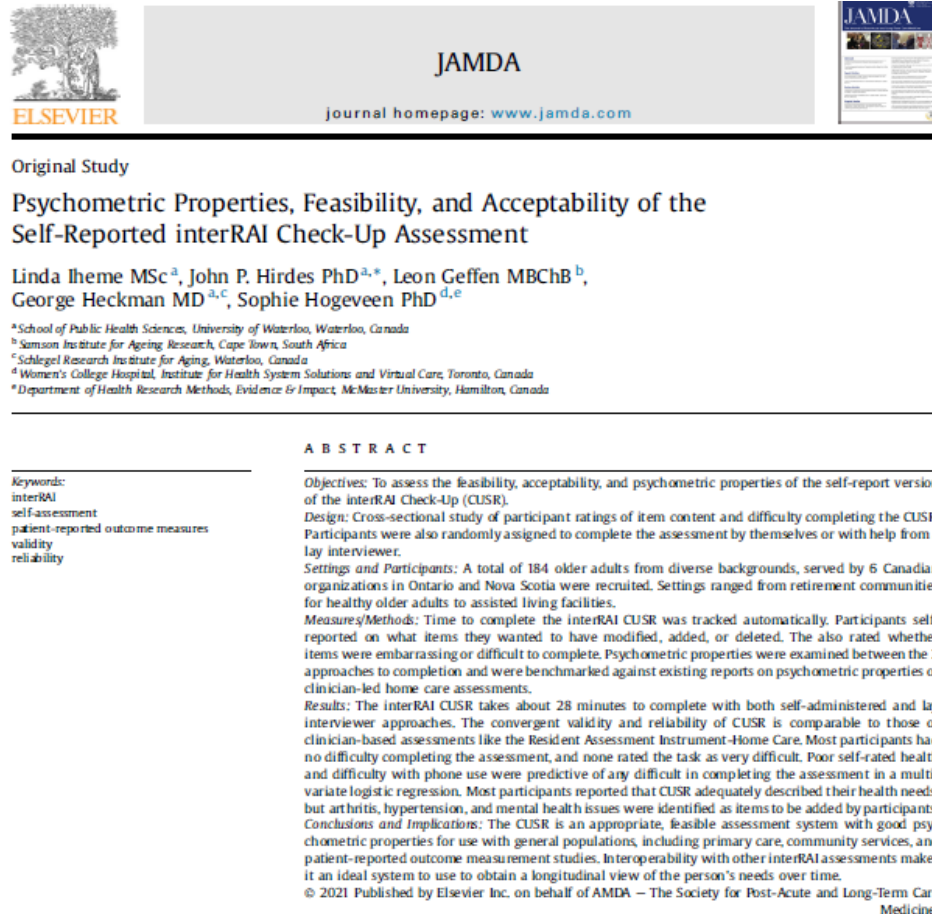 JAMDA
JAMDA
journal homepage: www.jamda.com
ELSEVIER
Original Study
Psychometric Properties, Feasibility, and Acceptability of the
Self-Reported interRAI Check-Up Assessment
Linda Iheme MSc a, John P. Hirdes PhD a,*, Leon Geffen MBChB b,
George Heckman MD a,c, Sophie Hogeveen PhD d,e
a School of Public Health Sciences, University of Waterloo, Waterloo, Canada
b Samson Institute for Ageing Research, Cape Town, South Africa
c Schlegel Research Institute for Aging, Waterloo, Canada
d Women's College Hospital, Institute for Health System Solutions and Virtual Care, Toronto, Canada
e Department of Health Research Methods, Evidence & Impact, McMaster University, Hamilton, Canada
ABSTRACT
Keywords:
interRAI
self-assessment
patient-reported outcome measures
validity
reliability
Objectives: To assess the feasibility, acceptability, and psychometric properties of the self-report versio
of the interRAI Check-Up (CUSR).
Design: Cross-sectional study of participant ratings of item content and difficulty completing the CUSR
Participants were also randomly assigned to complete the assessment by themselves or with help from
lay interviewer.
Settings and Participants: A total of 184 older adults from diverse backgrounds, served by 6 Canadia
organizations in Ontario and Nova Scotia were recruited. Settings ranged from retirement communitie
for healthy older adults to assisted living facilities.
Measures/Methods: Time to complete the interRAI CUSR was tracked automatically. Participants self
reported on what items they wanted to have modified, added, or deleted. The also rated whethe
items were embarrassing or difficult to complete. Psychometric properties were examined between the
approaches to completion and were benchmarked against existing reports on psychometric properties o
clinician-led home care assessments.
Results: The interRAI CUSR takes about 28 minutes to complete with both self-administered and la
interviewer approaches. The convergent validity and reliability of CUSR is comparable to those o
clinician-based assessments like the Resident Assessment Instrument-Home Care. Most participants ha
no difficulty completing the assessment, and none rated the task as very difficult. Poor self-rated healt
and difficulty with phone use were predictive of any difficult in completing the assessment in a multi
variate logistic regression. Most participants reported that CUSR adequately described their health needs
but arthritis, hypertension, and mental health issues were identified as items to be added by participants
Conclusions and Implications: The CUSR is an appropriate, feasible assessment system with good psy
chometric properties for use with general populations, including primary care, community services, an
patient-reported outcome measurement studies. Interoperability with other interRAI assessments make
it an ideal system to use to obtain a longitudinal view of the person's needs over time.
© 2021 Published by Elsevier Inc. on behalf of AMDA – The Society for Post-Acute and Long-Term Car
Medicine